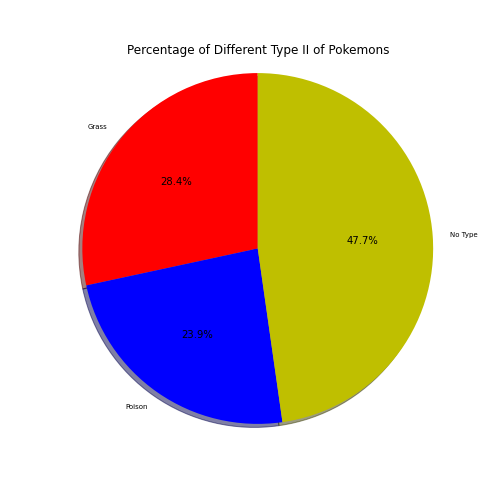 Percentage of Different Type II of Pokemons
Grass
28.4%
No Type
47.7%
23.9%
Poison